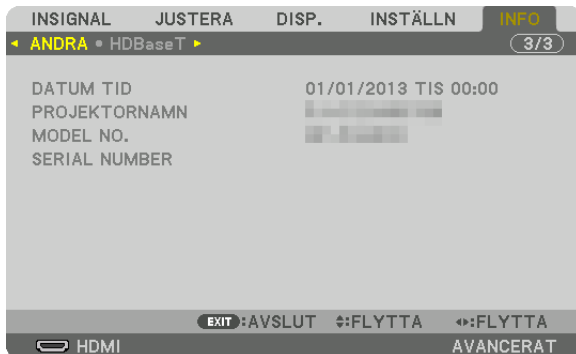 INSIGNAL JUSTERA DISP. INSTÄLLN INFO
ANDRA • HDBaseT 3/3
DATUM TID 01/01/2013 TIS 00:00
PROJEKTORNAMN
MODEL NO.
SERIAL NUMBER
EXIT :AVSLUT :FLYTTA :FLYTTA
HDMI AVANCERAT